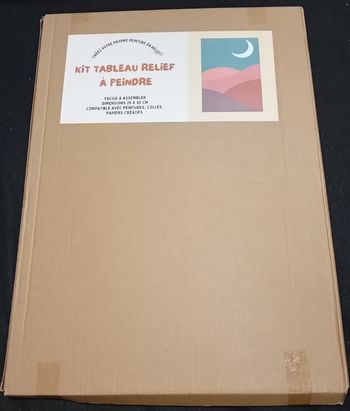 CRÉEZ VOTRE PROPRE PEINTURE EN RELIEF!
KIT TABLEAU RELIEF
À PEINDRE
FACILE À ASSEMBLER
DIMENSIONS 25 X 35 CM
COMPATIBLE AVEC PEINTURES, COLLES,
PAPIERS CRÉATIFS